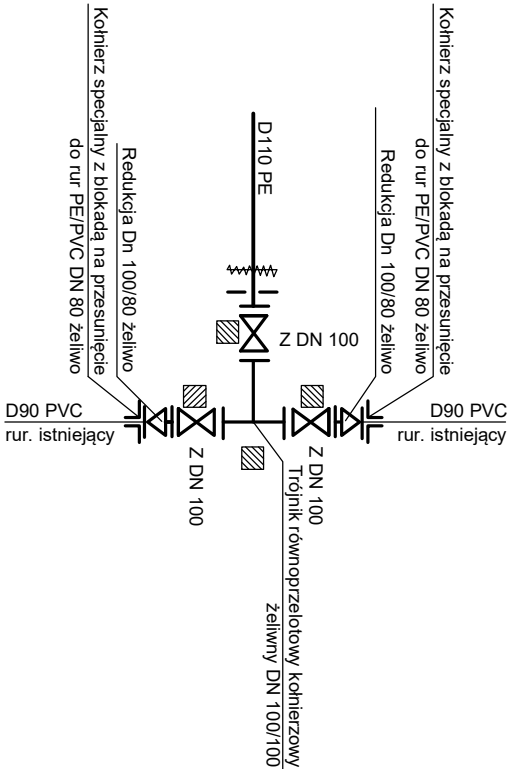 Kołnierz specjalny z blokadą na przesunięcie
do rur PE/PVC DN 80 żeliwo
Redukcja Dn 100/80 żeliwo
D110 PE
Redukcja Dn 100/80 żeliwo
Kołnierz specjalny z blokadą na przesunięcie
do rur PE/PVC DN 80 żeliwo
Z DN 100
D90 PVC
rur. istniejący
D90 PVC
rur. istniejący
Z DN 100
Z DN 100
Trójnik równoprzelotowy kołnierzowy
żeliwny DN 100/100